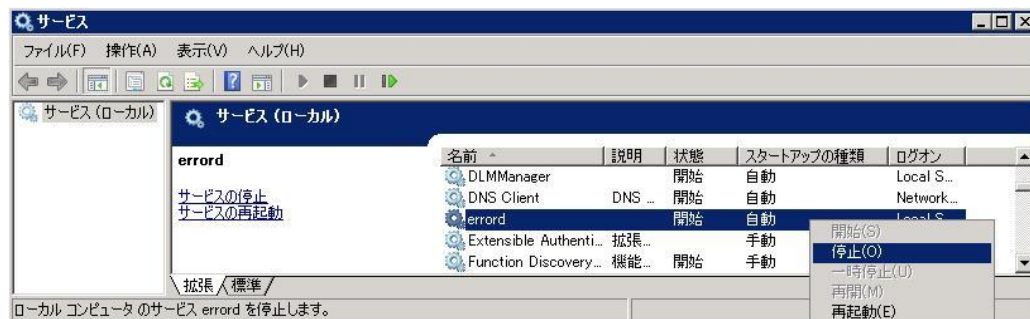 サービス
ファイル(F) 操作(A) 表示(V) ヘルプ(H)
サービス (ローカル)
サービス (ローカル)
errord
サービスの停止
サービスの再起動
名前 説明 状態 スタートアップの種類 ログオン
DLMManager 開始 自動 Local S...
DNS Client DNS ... 開始 自動 Network...
errord 開始 自動 Local S...
Extensible Authenti... 拡張... 手動
Function Discovery... 機能... 開始 手動
開始(S)
停止(O)
一時停止(U)
再開(M)
再起動(E)
拡張 標準
ローカル コンピュータ のサービス errord を停止します。